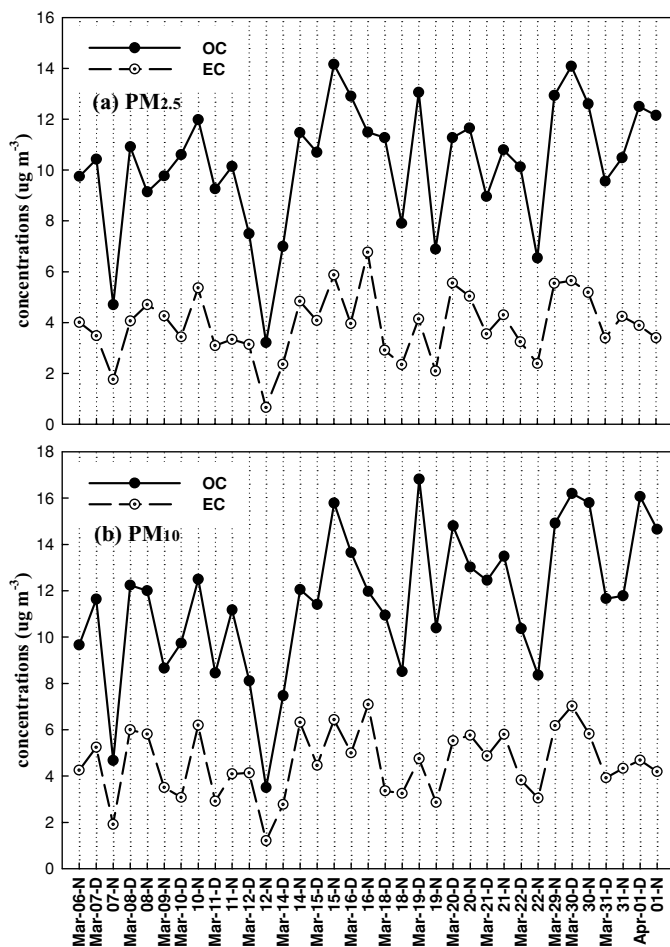 16
14
12
10
8
6
4
2
0
concentrations (ug m-3)
OC
EC
(a) PM2.5
18
16
14
12
10
8
6
4
2
0
concentrations (ug m-3)
OC
EC
(b) PM10
Mar-06-N
Mar-07-D
07-N
Mar-08-D
08-N
Mar-09-N
Mar-10-D
10-N
Mar-11-D
11-N
Mar-12-D
12-N
Mar-14-D
14-N
Mar-15-D
15-N
Mar-16-D
16-N
Mar-18-D
18-N
Mar-19-D
19-N
Mar-20-D
20-N
Mar-21-D
21-N
Mar-22-D
22-N
Mar-29-N
Mar-30-D
30-N
Mar-31-D
31-N
Apr-01-D
01-N